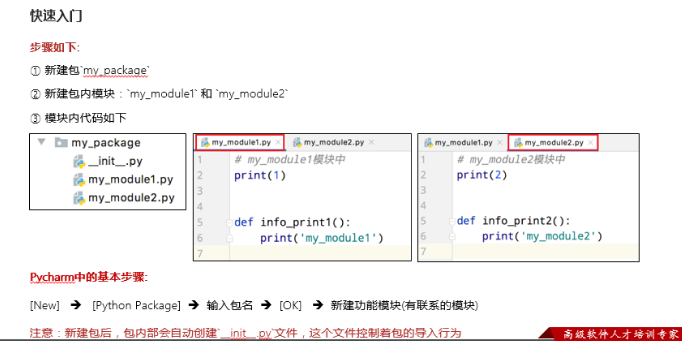 快速入门
步骤如下:
① 新建包`my_package`
② 新建包内模块：`my_module1` 和 `my_module2`
③ 模块内代码如下
my_package
__init__.py
my_module1.py
my_module2.py
my_module1.py × my_module2.py ×
1 # my_module1模块中
2 print(1)
3
4
5 def info_print1():
6 print('my_module1')
7
my_module1.py × my_module2.py ×
1 # my_module2模块中
2 print(2)
3
4
5 def info_print2():
6 print('my_module2')
7
Pycharm中的基本步骤:
[New] ➔ [Python Package] ➔ 输入包名 ➔ [OK] ➔ 新建功能模块(有联系的模块)
注意：新建包后，包内部会自动创建`__init__.py`文件，这个文件控制着包的导入行为
高级软件人才培训专家